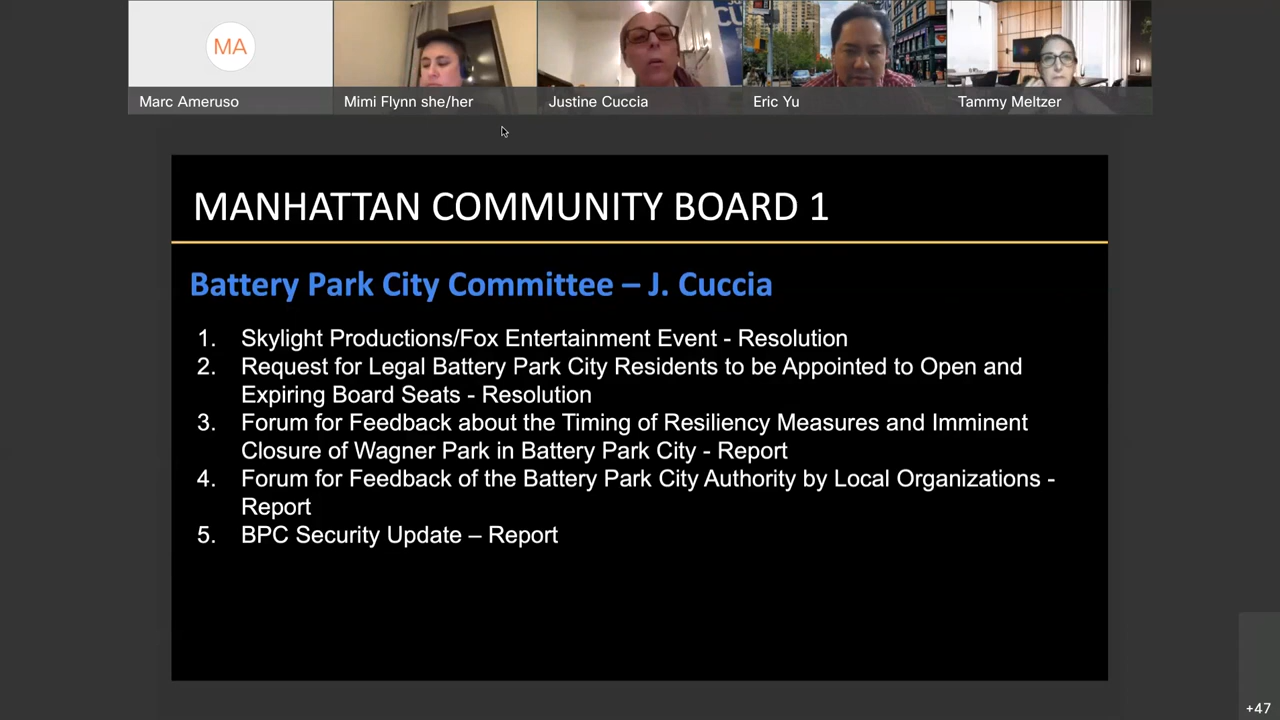 MA
Marc Ameruso
Mimi Flynn she/her
Justine Cuccia
Eric Yu
Tammy Meltzer
MANHATTAN COMMUNITY BOARD 1
Battery Park City Committee – J. Cuccia
1. Skylight Productions/Fox Entertainment Event - Resolution
2. Request for Legal Battery Park City Residents to be Appointed to Open and
Expiring Board Seats - Resolution
3. Forum for Feedback about the Timing of Resiliency Measures and Imminent
Closure of Wagner Park in Battery Park City - Report
4. Forum for Feedback of the Battery Park City Authority by Local Organizations -
Report
5. BPC Security Update – Report
+47